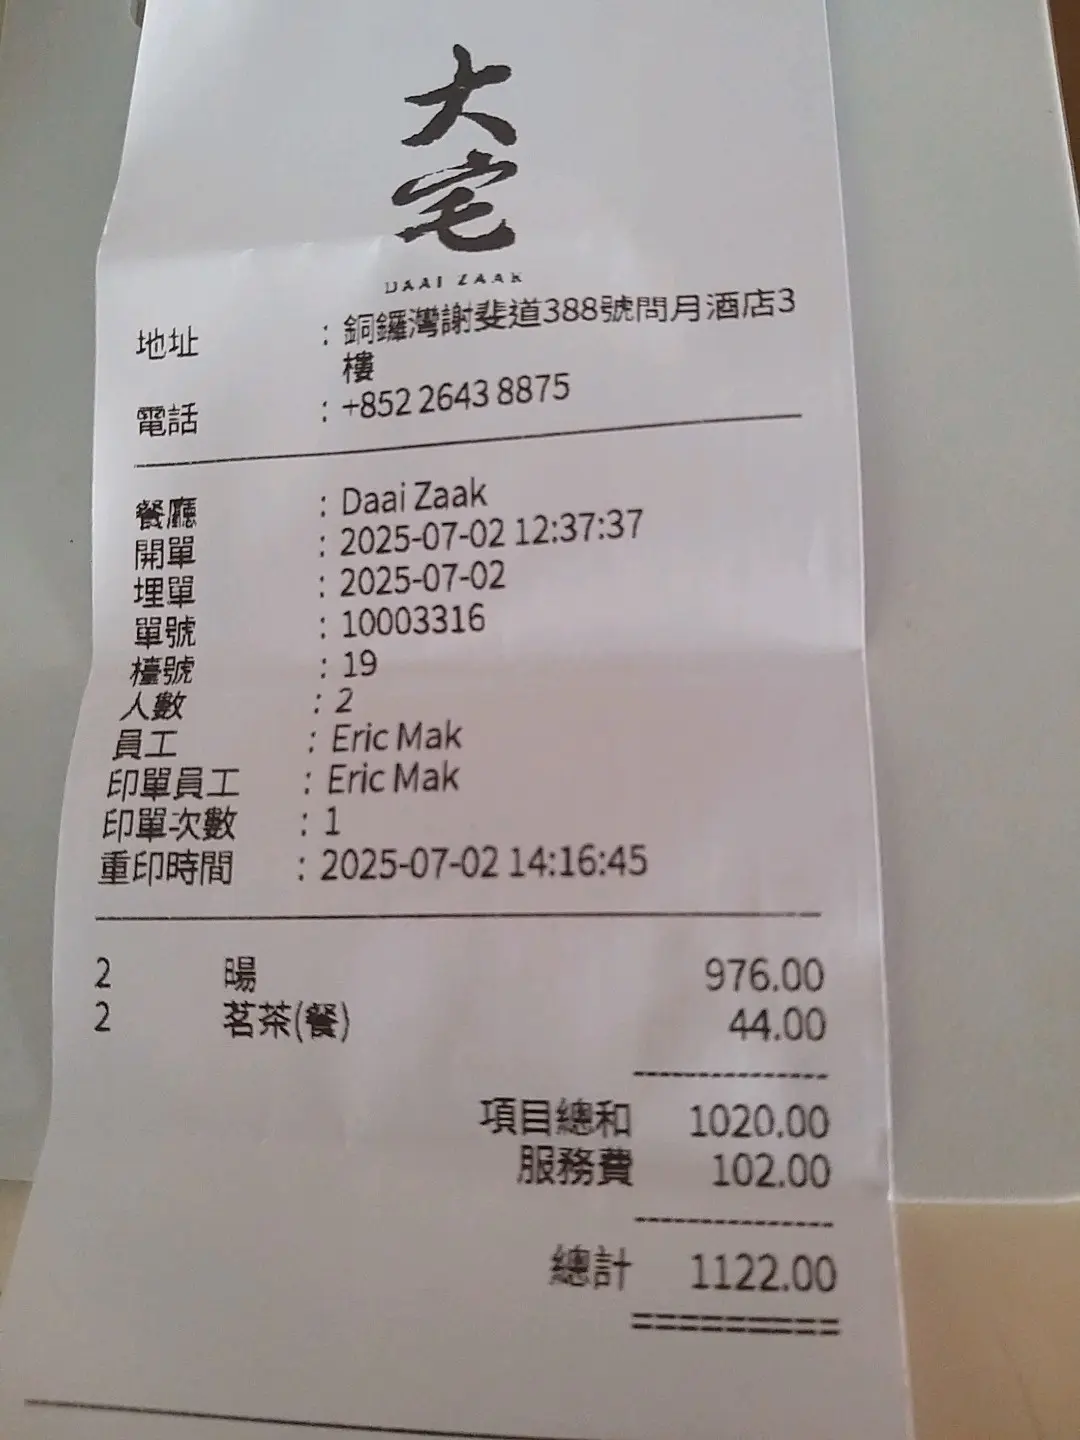 大
宅
DAAI ZAAK
地址 : 銅鑼灣謝斐道388號問月酒店3
樓
電話 : +852 2643 8875
餐廳 : Daai Zaak
開單 : 2025-07-02 12:37:37
埋單 : 2025-07-02
單號 : 10003316
檯號 : 19
人數 : 2
員工 : Eric Mak
印單員工 : Eric Mak
印單次數 : 1
重印時間 : 2025-07-02 14:16:45
2 暘 976.00
2 茗茶(餐) 44.00
項目總和 1020.00
服務費 102.00
總計 1122.00